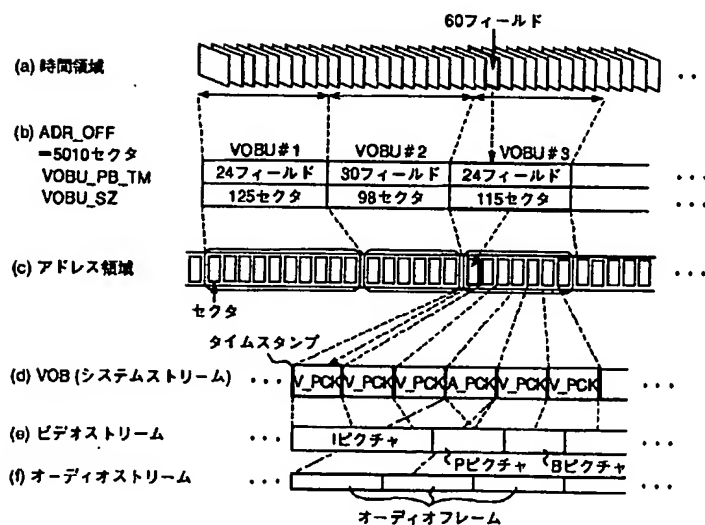 60フィールド
(a) 時間領域
(b) ADR_OFF
=5010セクタ
VOBU_PB_TM
VOBU_SZ
VOBU#1 VOBU#2 VOBU#3
24フィールド 30フィールド 24フィールド
125セクタ 98セクタ 115セクタ
(c) アドレス領域
セクタ
タイムスタンプ
(d) VOB (システムストリーム)
V_PCK V_PCK V_PCK A_PCK V_PCK V_PCK
(e) ビデオストリーム
Iピクチャ
Pピクチャ Bピクチャ
(f) オーディオストリーム
オーディオフレーム